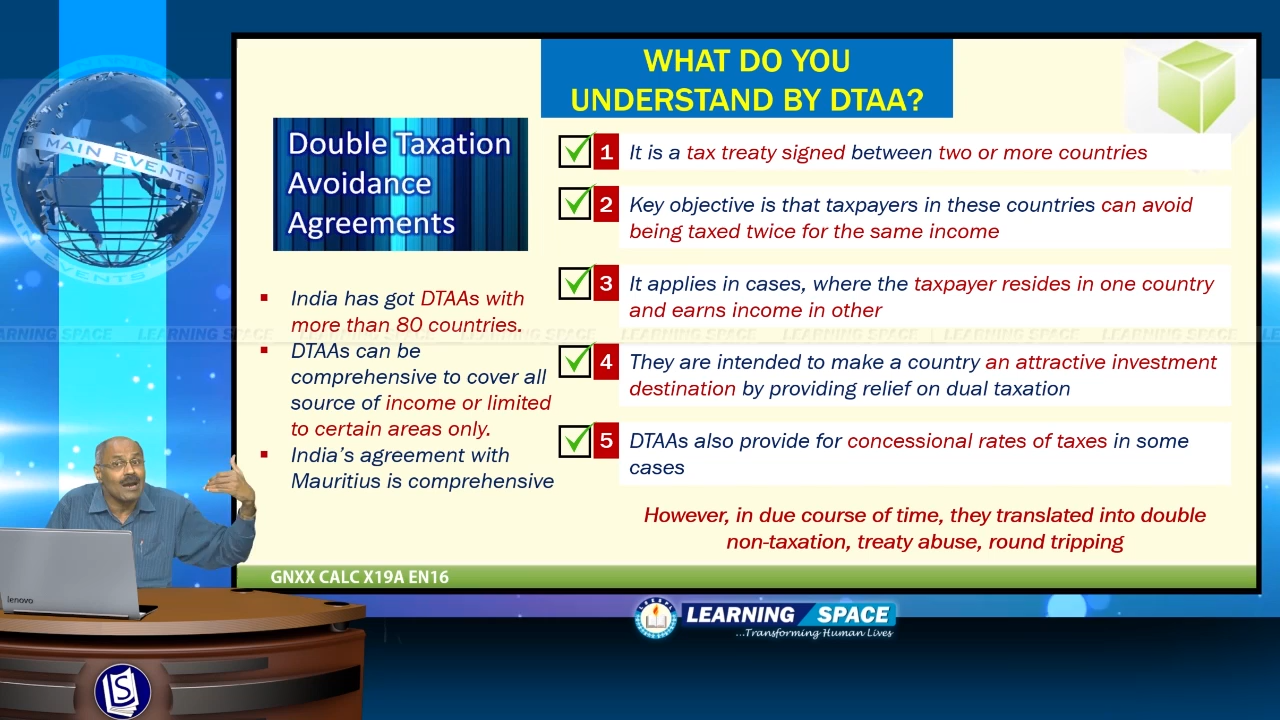 WHAT DO YOU
UNDERSTAND BY DTAA?
Double Taxation
Avoidance
Agreements
India has got DTAAs with
more than 80 countries.
DTAAs can be
comprehensive to cover all
source of income or limited
to certain areas only.
India's agreement with
Mauritius is comprehensive
1 It is a tax treaty signed between two or more countries
2 Key objective is that taxpayers in these countries can avoid
being taxed twice for the same income
3 It applies in cases, where the taxpayer resides in one country
and earns income in other
4 They are intended to make a country an attractive investment
destination by providing relief on dual taxation
5 DTAAs also provide for concessional rates of taxes in some
cases
However, in due course of time, they translated into double
non-taxation, treaty abuse, round tripping
GNXX CALC X19A EN16
LEARNING SPACE
...Transforming Human Lives
MAIN EVENTS
EVENTS
LEARNING SPACE
lenovo
LS